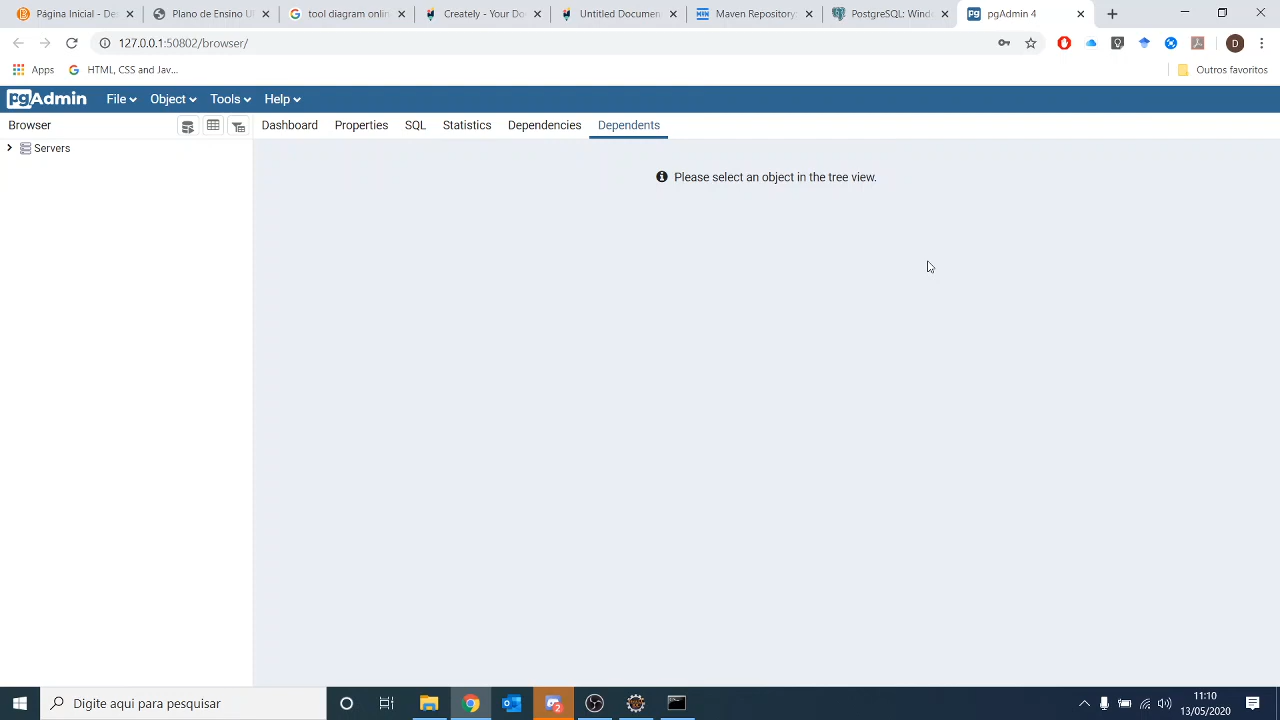 Página Inicial - De
Plano de Ensino U
tool diagram onlin
Creately - Your Do
Untitled Documen
Maven Repository:
PostgreSQL: Wind
pgAdmin 4
127.0.0.1:50802/browser/
D
Apps
HTML, CSS and Jav...
Outros favoritos
pgAdmin
File
Object
Tools
Help
Browser
Dashboard
Properties
SQL
Statistics
Dependencies
Dependents
Servers
Please select an object in the tree view.
Digite aqui para pesquisar
2
11:10
13/05/2020